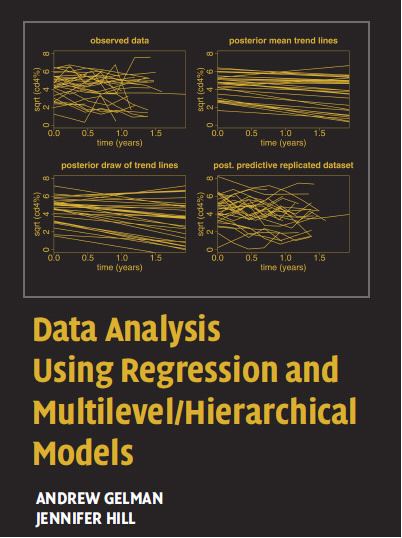 observed data
posterior mean trend lines
sqrt (cd4%)
0 2 4 6 8
0.0 0.5 1.0 1.5
time (years)
sqrt (cd4%)
0 2 4 6 8
0.0 0.5 1.0 1.5
time (years)
posterior draw of trend lines
post. predictive replicated dataset
sqrt (cd4%)
0 2 4 6 8
0.0 0.5 1.0 1.5
time (years)
sqrt (cd4%)
0 2 4 6 8
0.0 0.5 1.0 1.5
time (years)
Data Analysis
Using Regression and
Multilevel/Hierarchical
Models
ANDREW GELMAN
JENNIFER HILL